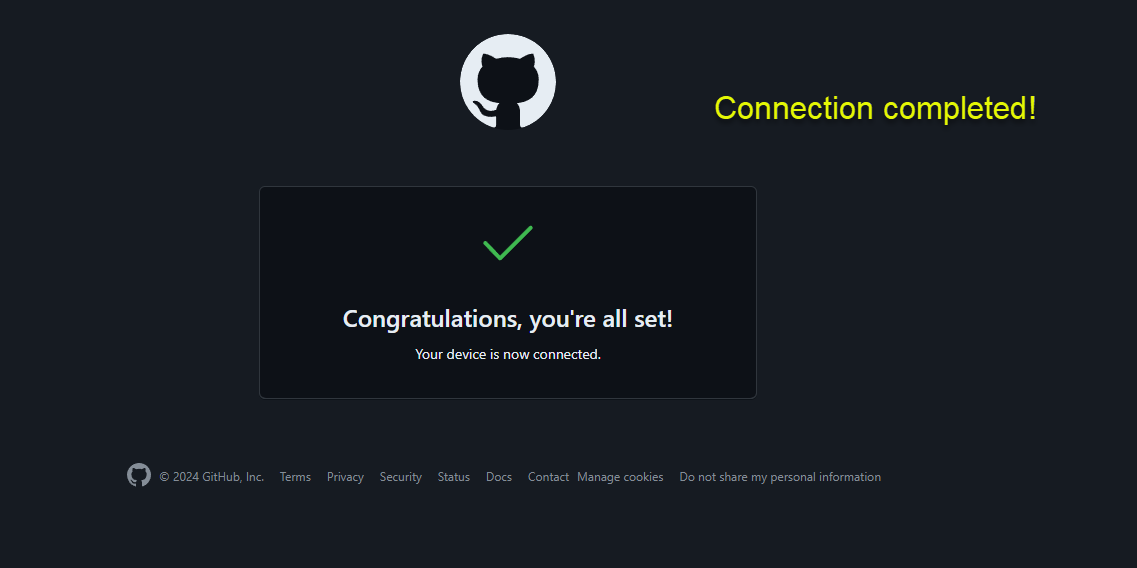 Connection completed!
Congratulations, you're all set!
Your device is now connected.
© 2024 GitHub, Inc. Terms Privacy Security Status Docs Contact Manage cookies Do not share my personal information